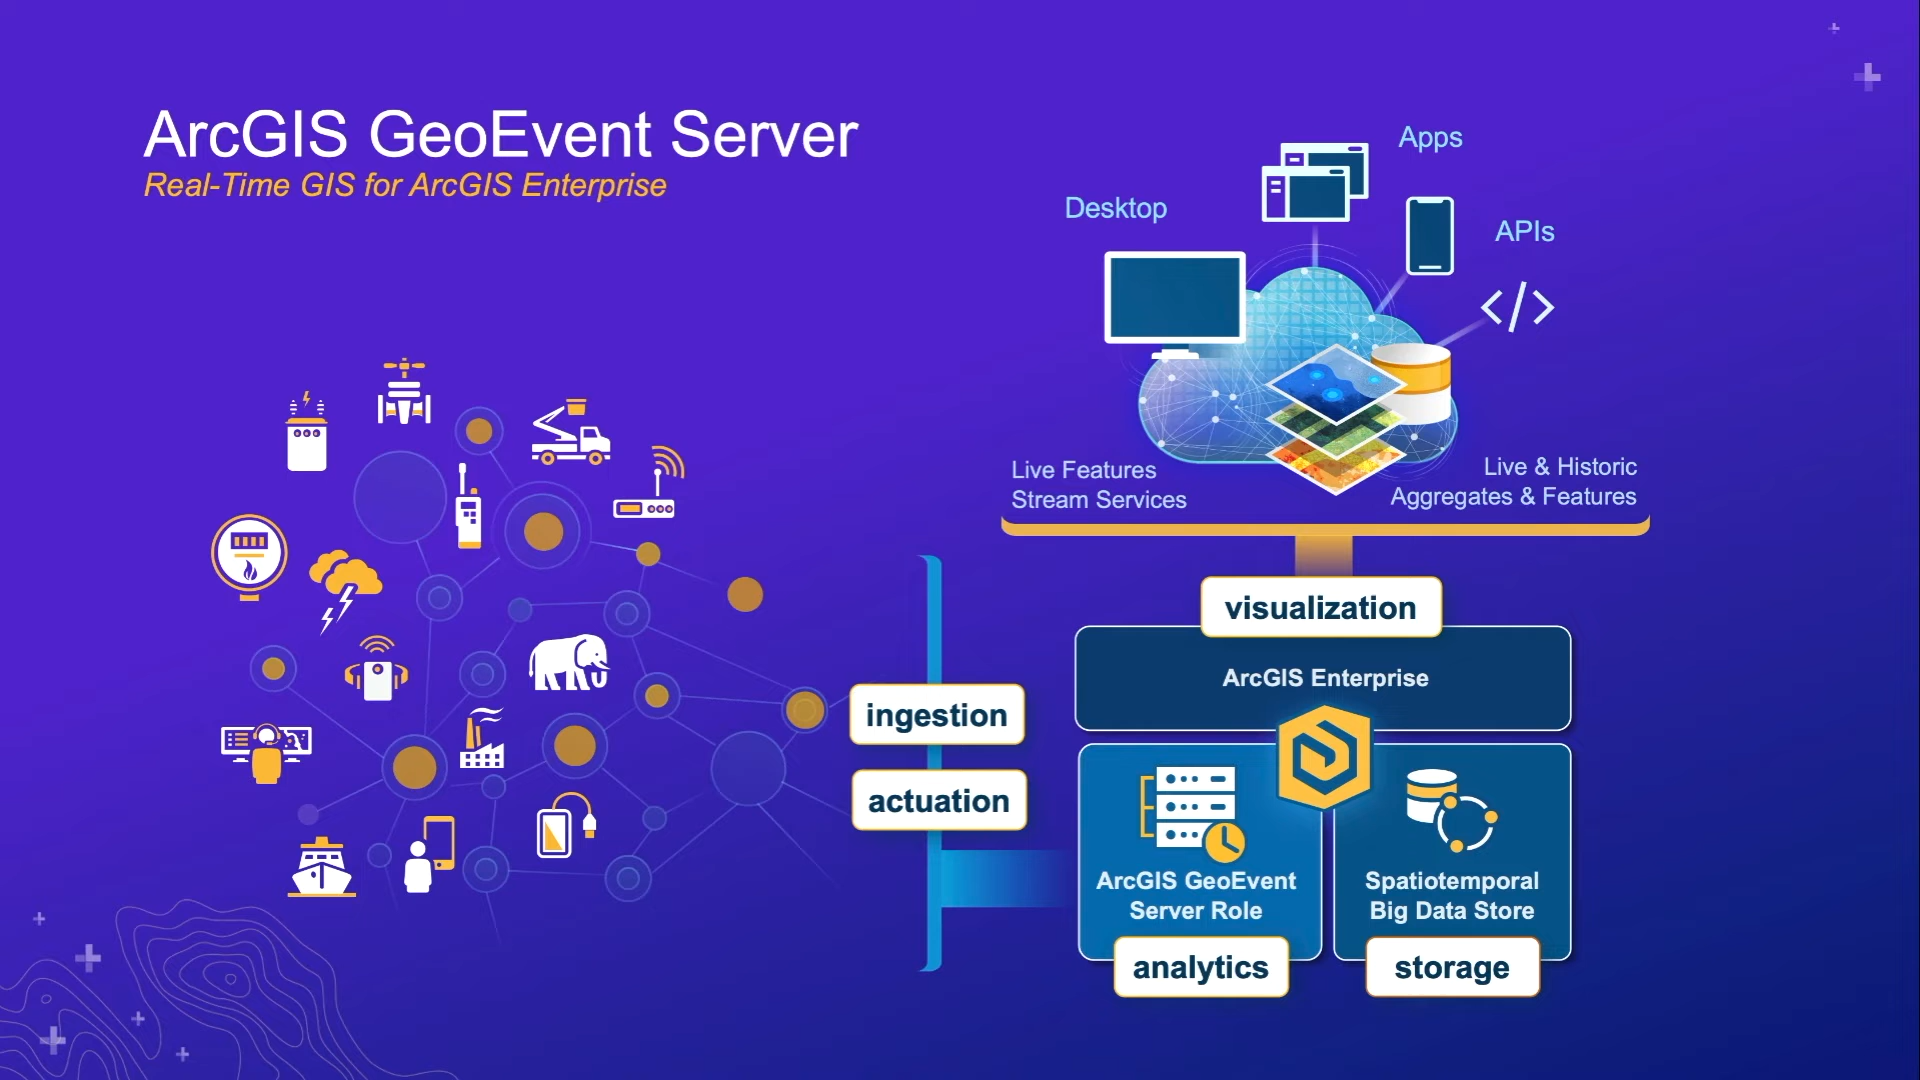 ArcGIS GeoEvent Server
Real-Time GIS for ArcGIS Enterprise
Apps
Desktop
APIs
</>
Live Features
Stream Services
Live & Historic
Aggregates & Features
visualization
ArcGIS Enterprise
ingestion
actuation
ArcGIS GeoEvent
Server Role
Spatiotemporal
Big Data Store
analytics
storage